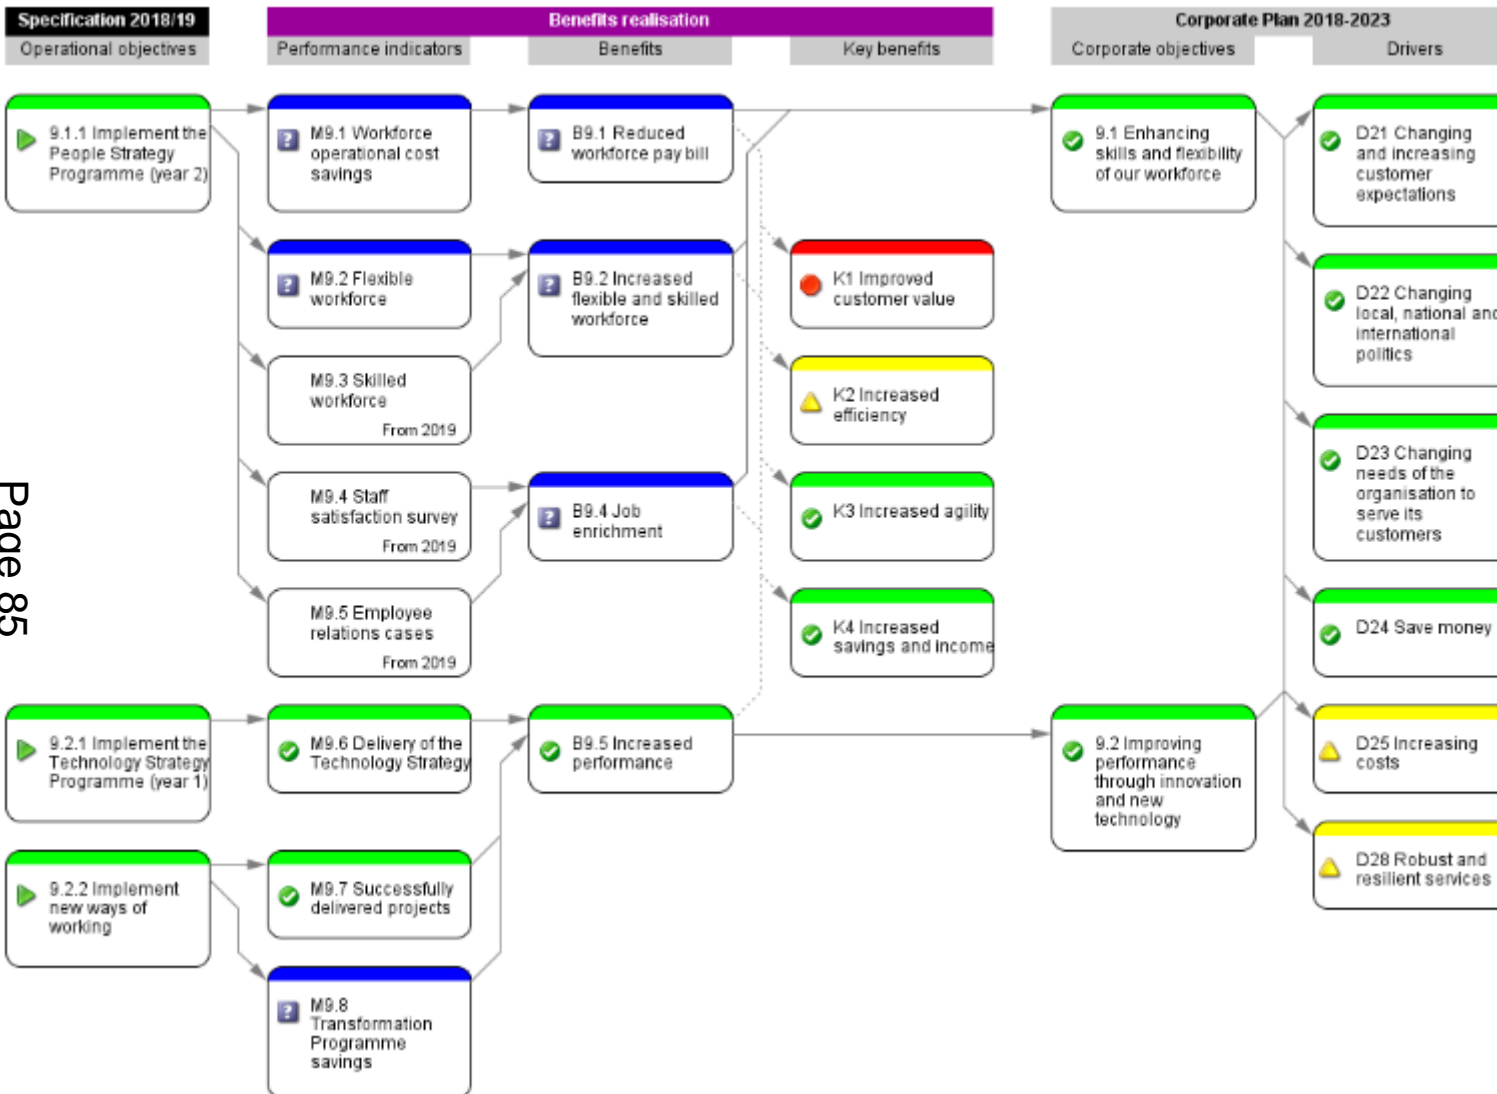 Specification 2018/19
Benefits realisation
Corporate Plan 2018-2023
Operational objectives
Performance indicators
Benefits
Key benefits
Corporate objectives
Drivers
9.1.1 Implement the
People Strategy
Programme (year 2)
M9.1 Workforce
operational cost
savings
B9.1 Reduced
workforce pay bill
9.1 Enhancing
skills and flexibility
of our workforce
D21 Changing
and increasing
customer
expectations
M9.2 Flexible
workforce
B9.2 Increased
flexible and skilled
workforce
K1 Improved
customer value
D22 Changing
local, national and
international
politics
M9.3 Skilled
workforce
From 2019
K2 Increased
efficiency
D23 Changing
needs of the
organisation to
serve its
customers
M9.4 Staff
satisfaction survey
From 2019
B9.4 Job
enrichment
K3 Increased agility
M9.5 Employee
relations cases
From 2019
K4 Increased
savings and income
D24 Save money
Page 85
9.2.1 Implement the
Technology Strategy
Programme (year 1)
M9.6 Delivery of the
Technology Strategy
B9.5 Increased
performance
9.2 Improving
performance
through innovation
and new
technology
D25 Increasing
costs
9.2.2 Implement
new ways of
working
M9.7 Successfully
delivered projects
D28 Robust and
resilient services
M9.8
Transformation
Programme
savings